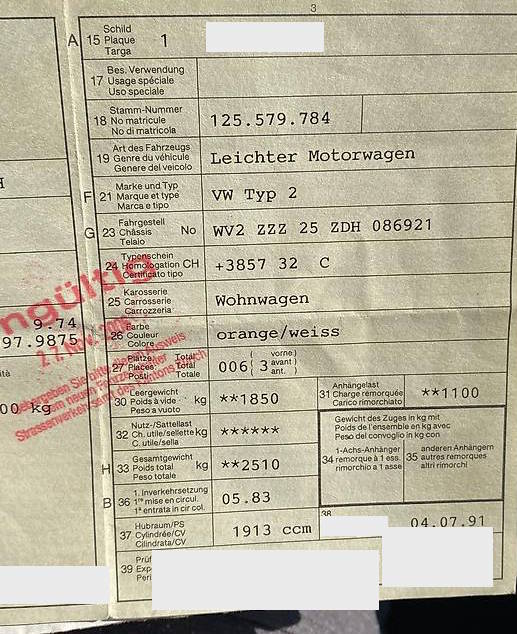 3
A 15 Schild
Plaque
Targa
1
17 Bes. Verwendung
Usage spéciale
Uso speciale
18 Stamm-Nummer
No matricule
No di matricola
125.579.784
19 Art des Fahrzeugs
Genre du véhicule
Genere del veicolo
Leichter Motorwagen
F 21 Marke und Typ
Marque et type
Marca e tipo
VW Typ 2
G 23 Fahrgestell
Châssis No
Telaio
WV2 ZZZ 25 ZDH 086921
24 Typenschein
Homologation CH
Certificato tipo
+3857 32 C
25 Karosserie
Carrosserie
Carrozzeria
Wohnwagen
26 Farbe
Couleur
Colore
orange/weiss
27 Plätze Total
Places Total
Posti Totale
006 ( 3 vorne )
avant )
ant. )
30 Leergewicht
Poids à vide kg
Peso a vuoto
**1850
31 Anhängelast
Charge remorquée
Carico rimorchiato
**1100
32 Nutz-/Sattellast
Ch. utile/sellette kg
C. utile/sella
******
H 33 Gesamtgewicht
Poids total kg
Peso totale
**2510
Gewicht des Zuges in kg mit
Poids de l'ensemble en kg avec
Peso del convoglio in kg con
34 1-Achs-Anhänger
remorque à 1 ess.
rimorchio a 1 asse
35 anderen Anhängern
autres remorques
altri rimorchi
B 36 1. Inverkehrsetzung
1re mise en circul.
1a entrata in circol.
05.83
37 Hubraum/PS
Cylindrée/CV
Cilindrata/CV
1913 ccm
38
04.07.91
39
9.74
97.9875
00 kg
ngültig
27. NOV.